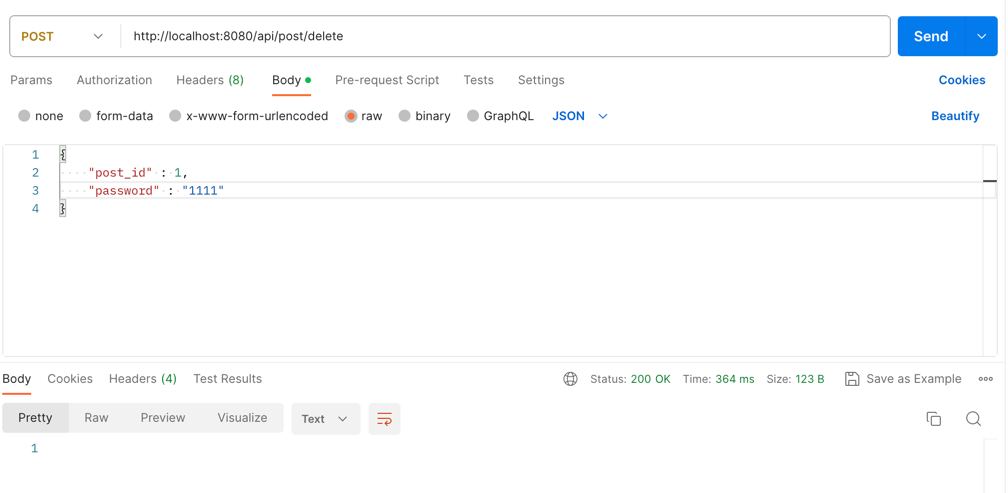 POST http://localhost:8080/api/post/delete Send
Params Authorization Headers (8) Body Pre-request Script Tests Settings Cookies
none form-data x-www-form-urlencoded raw binary GraphQL JSON Beautify
1 {
2 "post_id" : 1,
3 "password" : "1111"
4 }
Body Cookies Headers (4) Test Results Status: 200 OK Time: 364 ms Size: 123 B Save as Example
Pretty Raw Preview Visualize Text
1